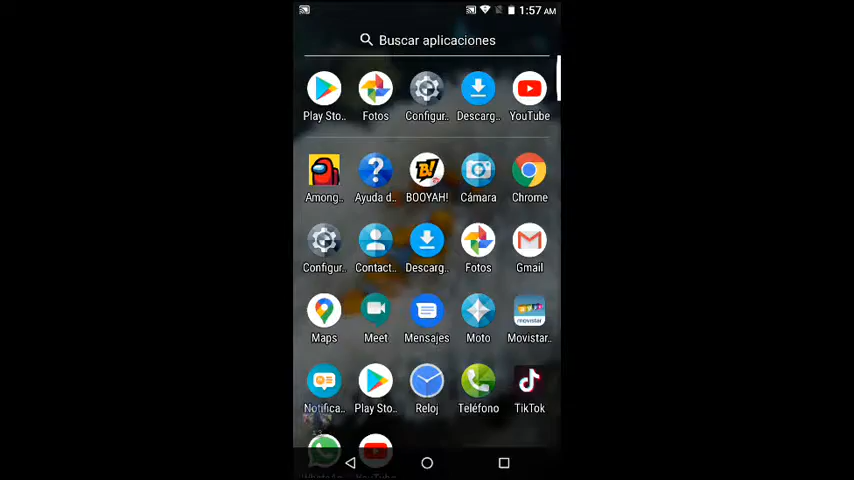 1:57 AM
Buscar aplicaciones
Play Sto.. Fotos Configur.. Descarg.. YouTube
Among.. Ayuda d.. BOOYAH! Cámara Chrome
Configur.. Contact.. Descarg.. Fotos Gmail
Maps Meet Mensajes Moto Movistar..
Notifica.. Play Sto.. Reloj Teléfono TikTok